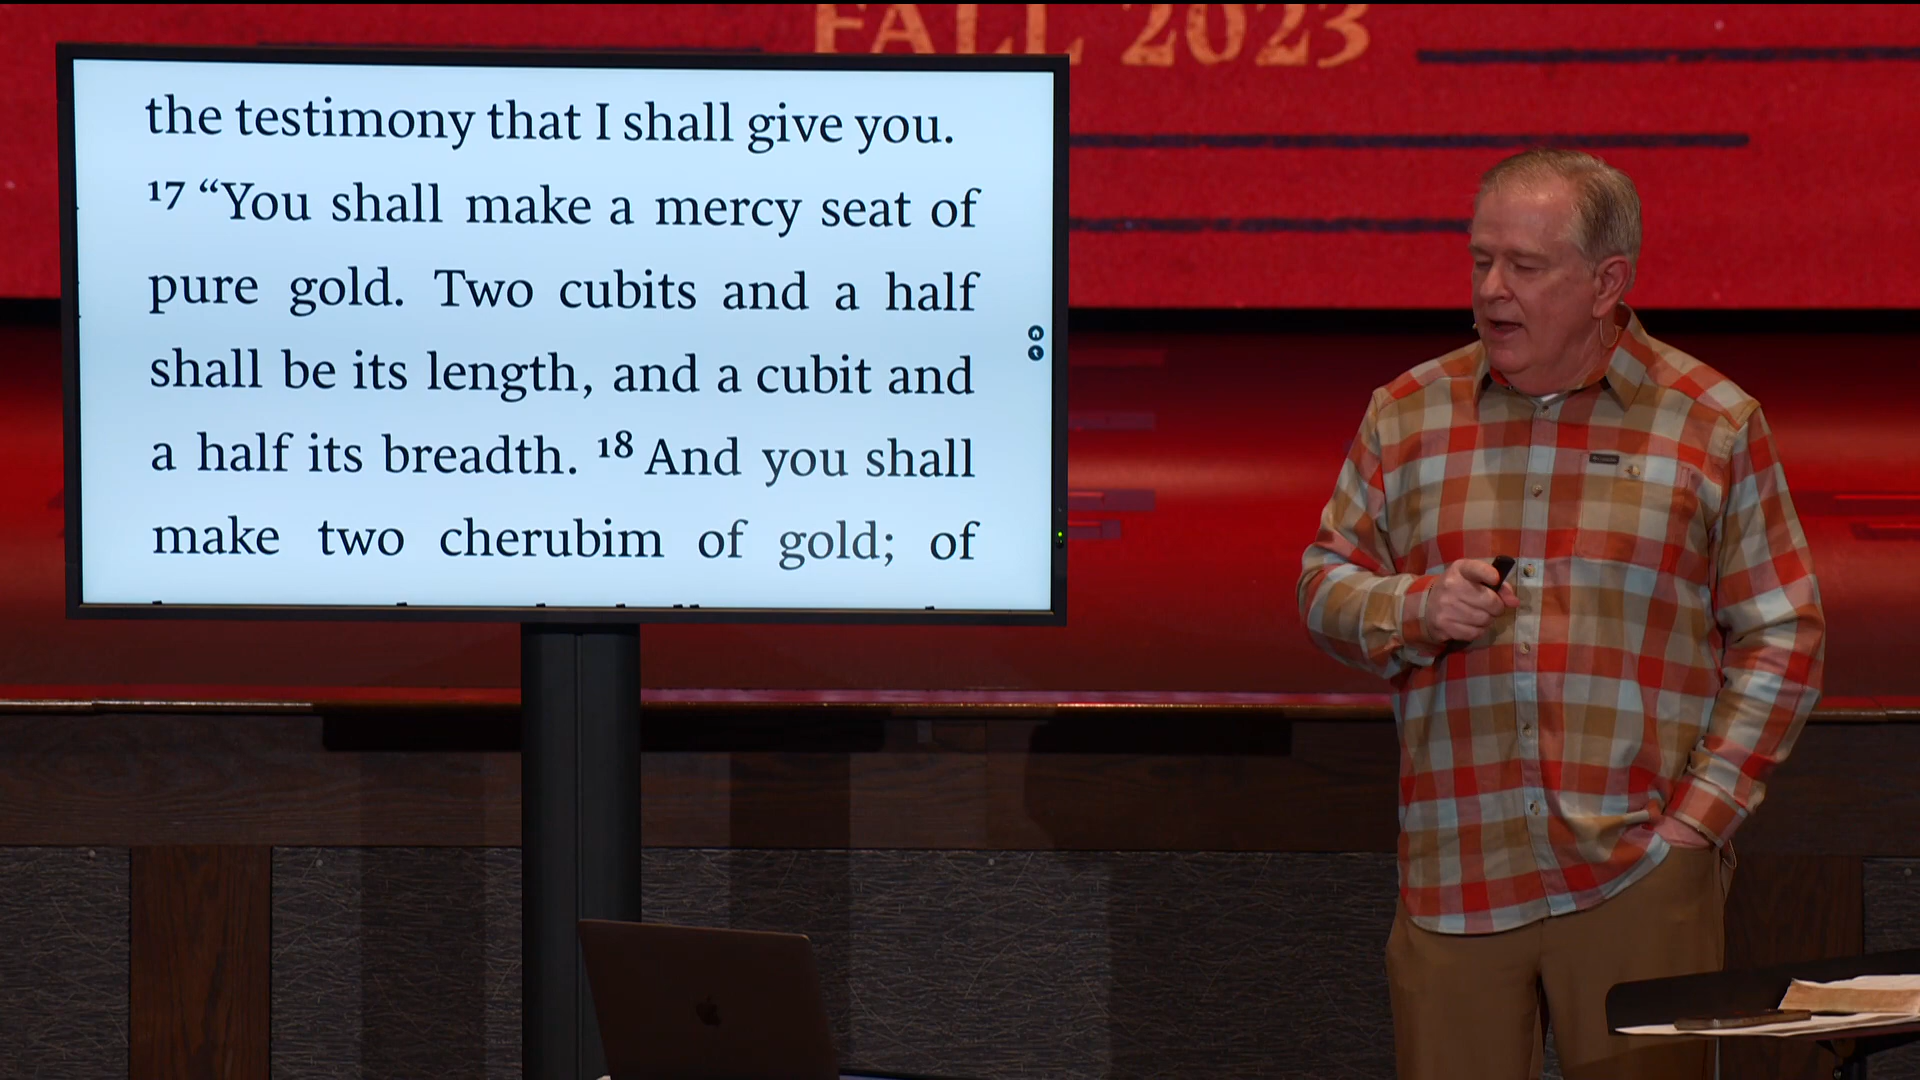 FALL 2023
the testimony that I shall give you.
17 “You shall make a mercy seat of
pure gold. Two cubits and a half
shall be its length, and a cubit and
a half its breadth. 18 And you shall
make two cherubim of gold; of